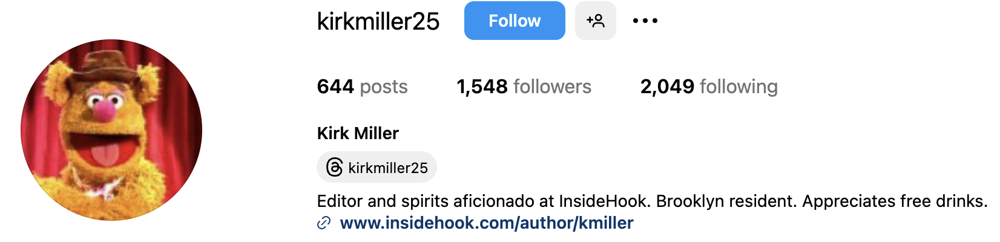 kirkmiller25 Follow
644 posts 1,548 followers 2,049 following
Kirk Miller
kirkmiller25
Editor and spirits aficionado at InsideHook. Brooklyn resident. Appreciates free drinks.
www.insidehook.com/author/kmiller